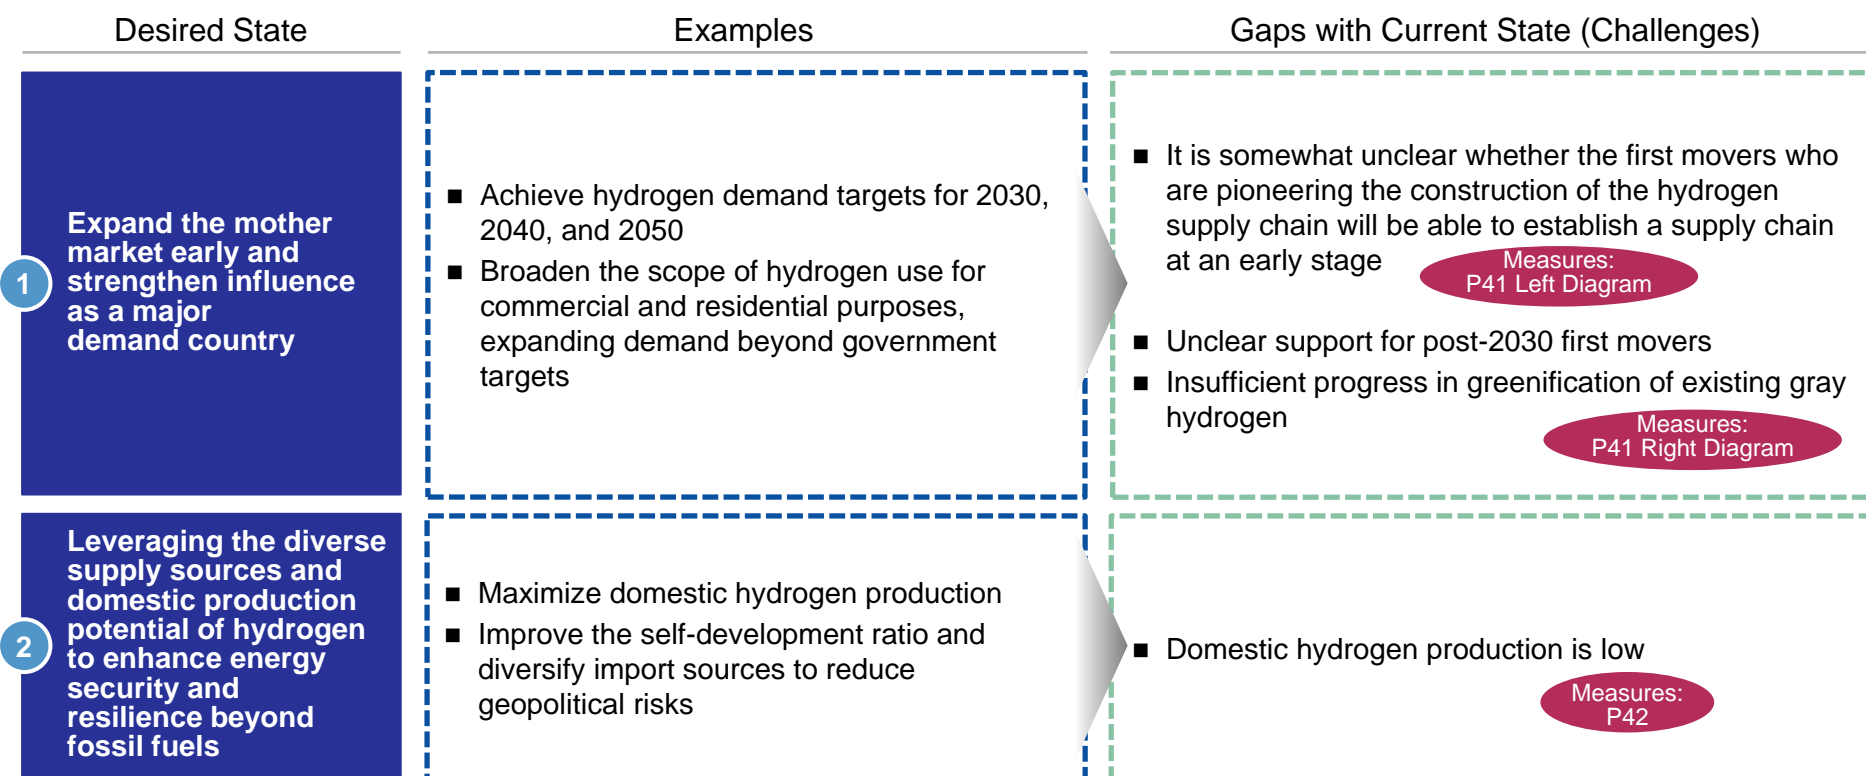 Desired State
Examples
Gaps with Current State (Challenges)
1
Expand the mother
market early and
strengthen influence
as a major
demand country
■ Achieve hydrogen demand targets for 2030,
2040, and 2050
■ Broaden the scope of hydrogen use for
commercial and residential purposes,
expanding demand beyond government
targets
■ It is somewhat unclear whether the first movers who
are pioneering the construction of the hydrogen
supply chain will be able to establish a supply chain
at an early stage
Measures:
P41 Left Diagram
■ Unclear support for post-2030 first movers
■ Insufficient progress in greenification of existing gray
hydrogen
Measures:
P41 Right Diagram
2
Leveraging the diverse
supply sources and
domestic production
potential of hydrogen
to enhance energy
security and
resilience beyond
fossil fuels
■ Maximize domestic hydrogen production
■ Improve the self-development ratio and
diversify import sources to reduce
geopolitical risks
■ Domestic hydrogen production is low
Measures:
P42